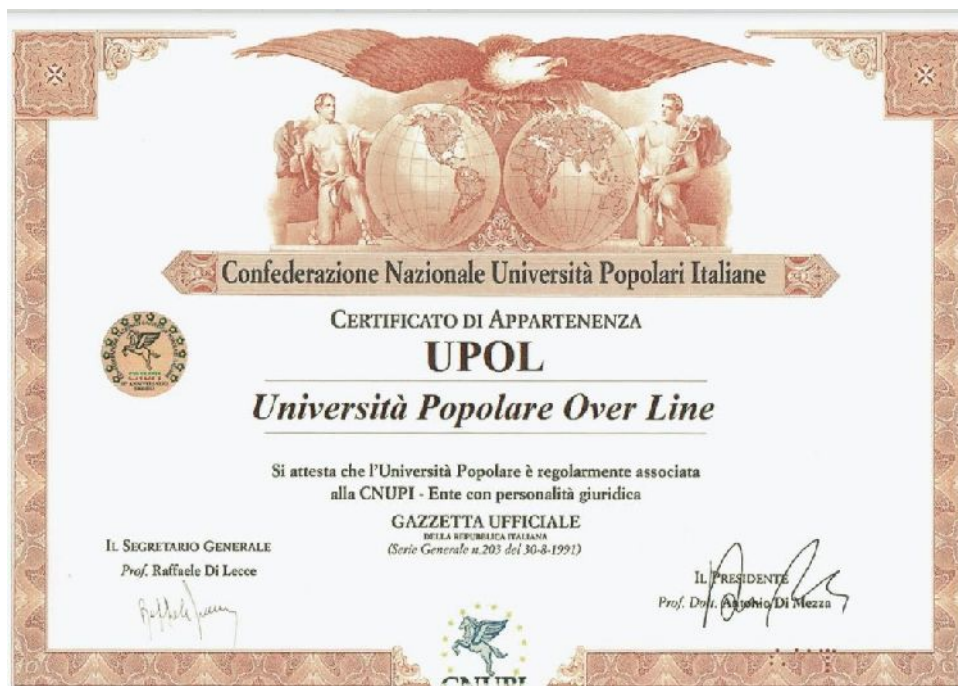 Confederazione Nazionale Università Popolari Italiane
CERTIFICATO DI APPARTENENZA
UPOL
Università Popolare Over Line
Si attesta che l'Università Popolare è regolarmente associata
alla CNUPI - Ente con personalità giuridica
GAZZETTA UFFICIALE
DELLA REPUBBLICA ITALIANA
(Serie Generale n.203 del 30-8-1991)
IL SEGRETARIO GENERALE
Prof. Raffaele Di Lecce
IL PRESIDENTE
Prof. Dott. Antonio Di Mezza
CNUPI